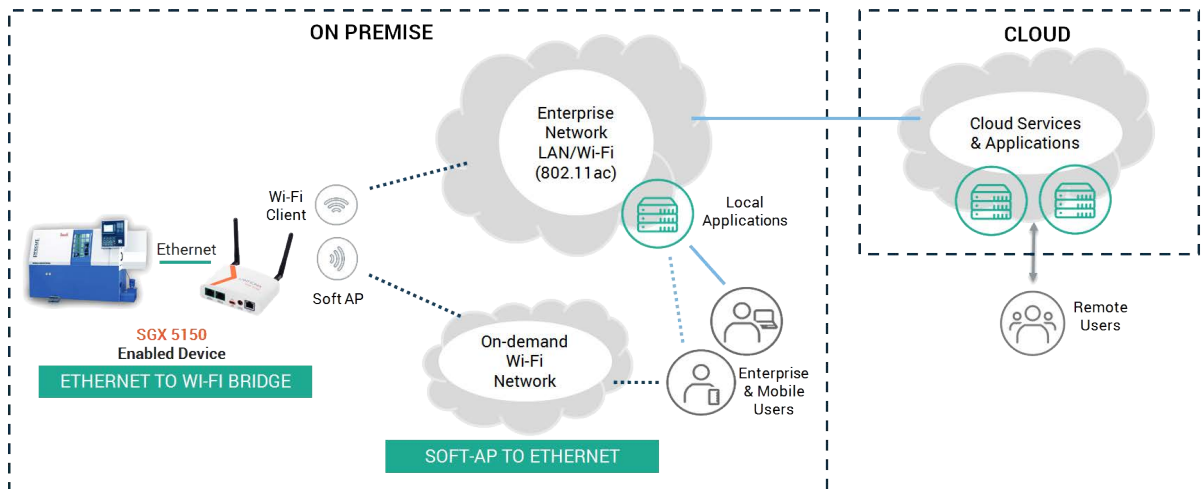 ON PREMISE
CLOUD
Enterprise
Network
LAN/Wi-Fi
(802.11ac)
Cloud Services
& Applications
Wi-Fi
Client
Local
Applications
Ethernet
Soft AP
Remote
Users
SGX 5150
Enabled Device
ETHERNET TO WI-FI BRIDGE
On-demand
Wi-Fi
Network
Enterprise
& Mobile
Users
SOFT-AP TO ETHERNET